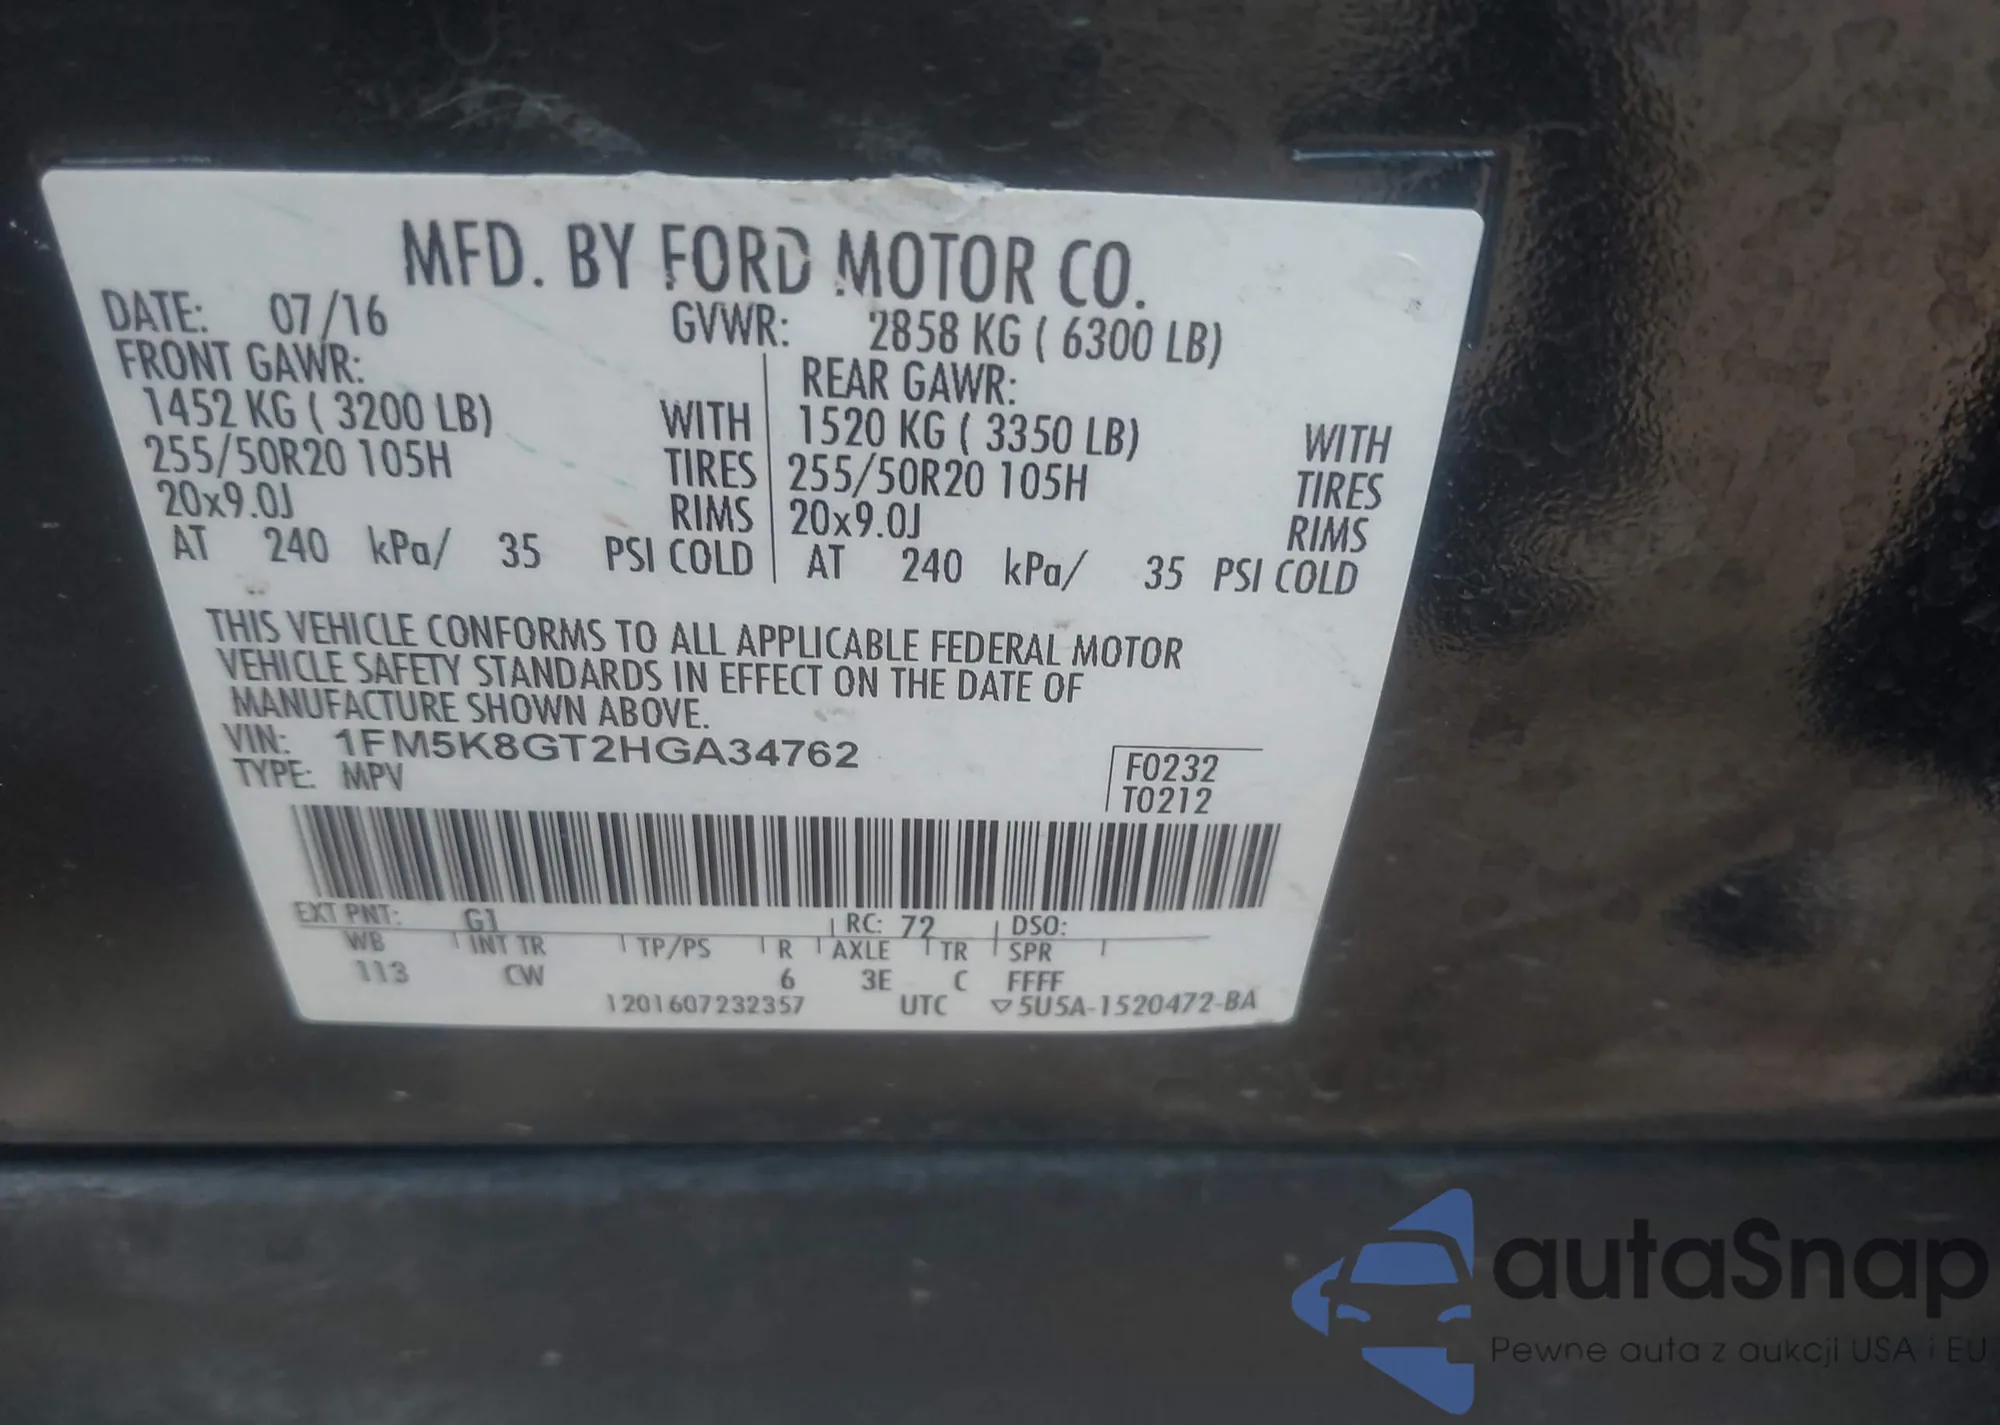 MFD. BY FORD MOTOR CO.
DATE: 07/16 GVWR: 2858 KG ( 6300 LB)
FRONT GAWR: REAR GAWR:
1452 KG ( 3200 LB) WITH 1520 KG ( 3350 LB) WITH
255/50R20 105H TIRES 255/50R20 105H TIRES
20x9.0J RIMS 20x9.0J RIMS
AT 240 kPa/ 35 PSI COLD AT 240 kPa/ 35 PSI COLD
THIS VEHICLE CONFORMS TO ALL APPLICABLE FEDERAL MOTOR
VEHICLE SAFETY STANDARDS IN EFFECT ON THE DATE OF
MANUFACTURE SHOWN ABOVE.
VIN: 1FM5K8GT2HGA34762
TYPE: MPV
F0232
T0212
EXT PNT: G1 RC: 72 DSO:
WB INT TR TP/PS R AXLE TR SPR
113 CW 6 3E C FFFF
1201607232357 UTC ▽5U5A-1520472-BA
autaSnap
Pewne auta z aukcji USA i EU